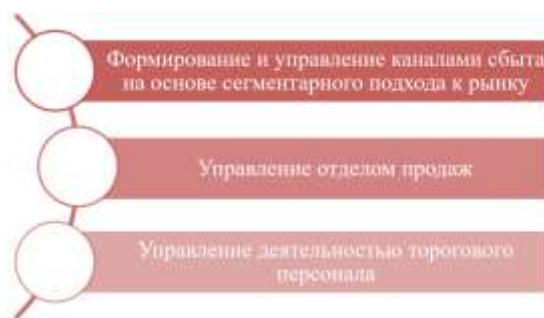 Формирование и управление каналами сбыта
на основе сегментарного подхода к рынку
Управление отделом продаж
Управление деятельностью торогового
персонала